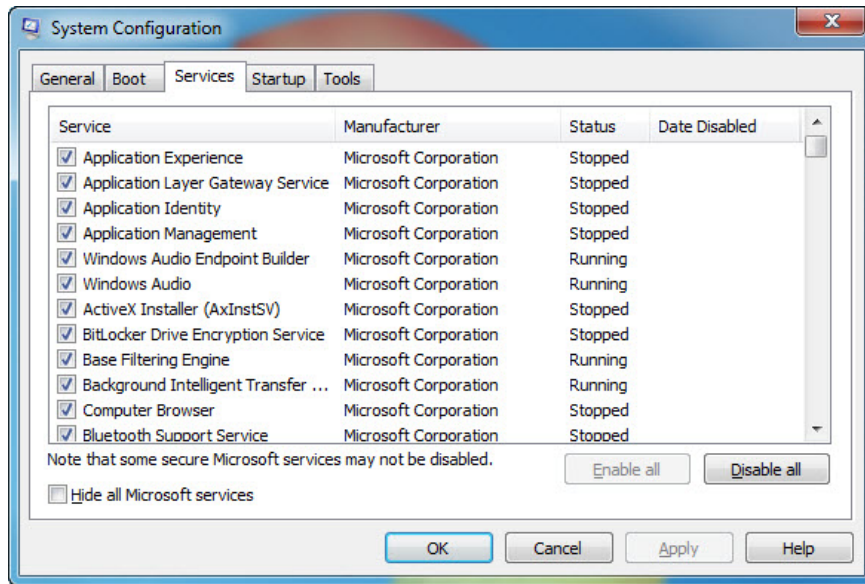 System Configuration
General Boot Services Startup Tools
Service Manufacturer Status Date Disabled
Application Experience Microsoft Corporation Stopped
Application Layer Gateway Service Microsoft Corporation Stopped
Application Identity Microsoft Corporation Stopped
Application Management Microsoft Corporation Stopped
Windows Audio Endpoint Builder Microsoft Corporation Running
Windows Audio Microsoft Corporation Running
ActiveX Installer (AxInstSV) Microsoft Corporation Stopped
BitLocker Drive Encryption Service Microsoft Corporation Stopped
Base Filtering Engine Microsoft Corporation Running
Background Intelligent Transfer ... Microsoft Corporation Running
Computer Browser Microsoft Corporation Stopped
Bluetooth Support Service Microsoft Corporation Stopped
Note that some secure Microsoft services may not be disabled.
Enable all Disable all
Hide all Microsoft services
OK Cancel Apply Help